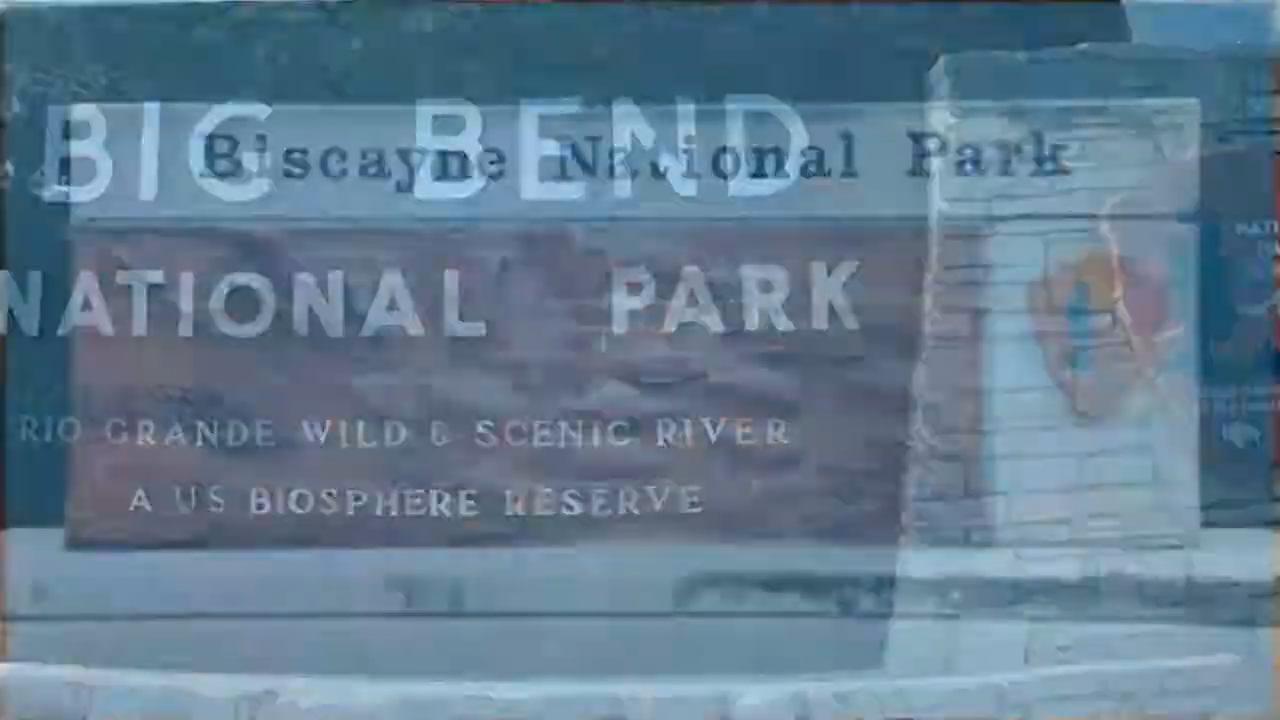 BIG BEND
Biscayne National Park
NATIONAL PARK
RIO GRANDE WILD & SCENIC RIVER
A US BIOSPHERE RESERVE